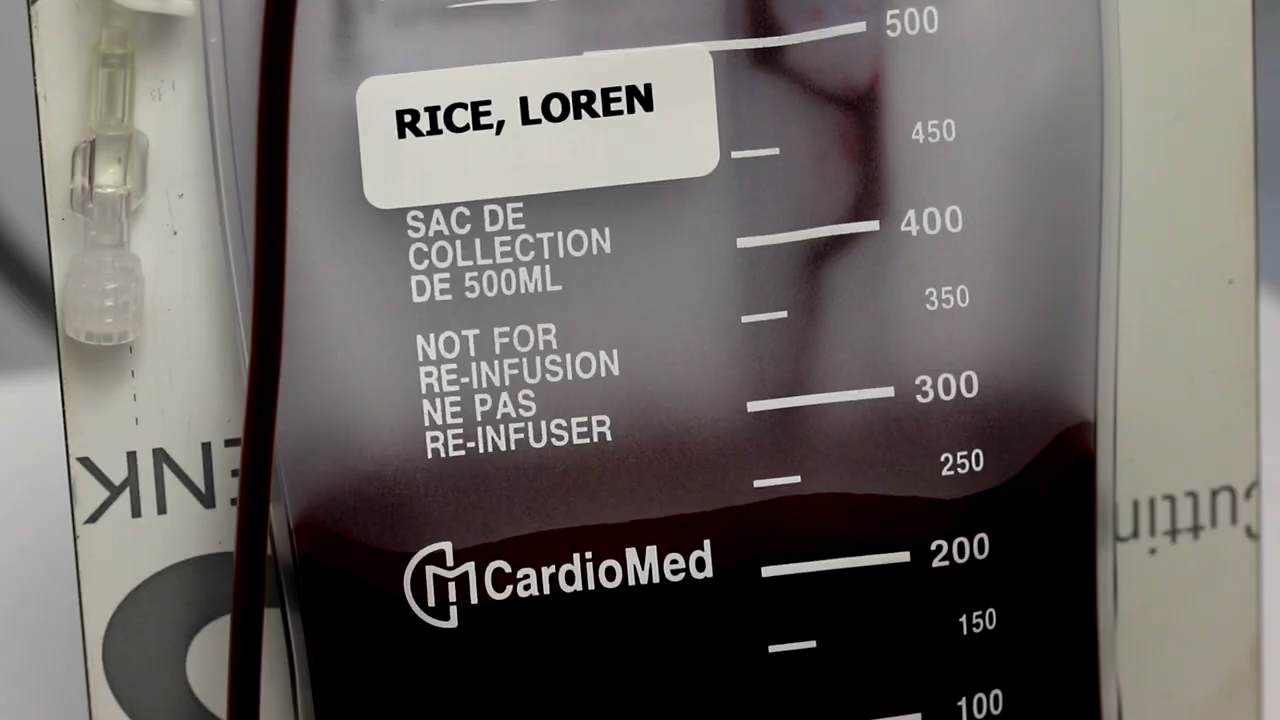 500
RICE, LOREN
450
SAC DE
COLLECTION
DE 500ML
400
350
NOT FOR
RE-INFUSION
NE PAS
RE-INFUSER
300
250
CardioMed
200
150
100
Cuttin